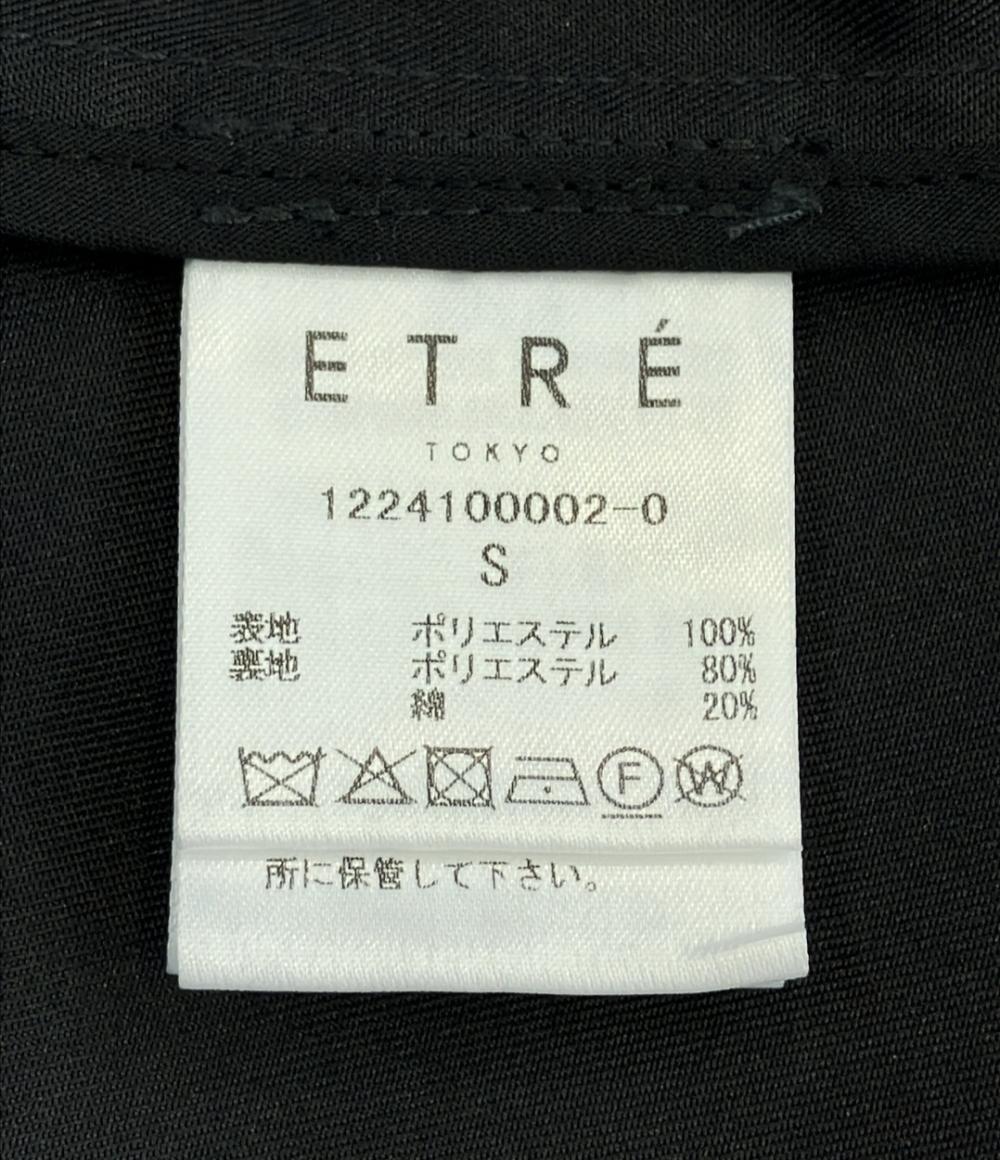 ETRÉ
TOKYO
1224100002-0
S
表地 ポリエステル 100%
裏地 ポリエステル 80%
綿 20%
F W
所に保管して下さい。